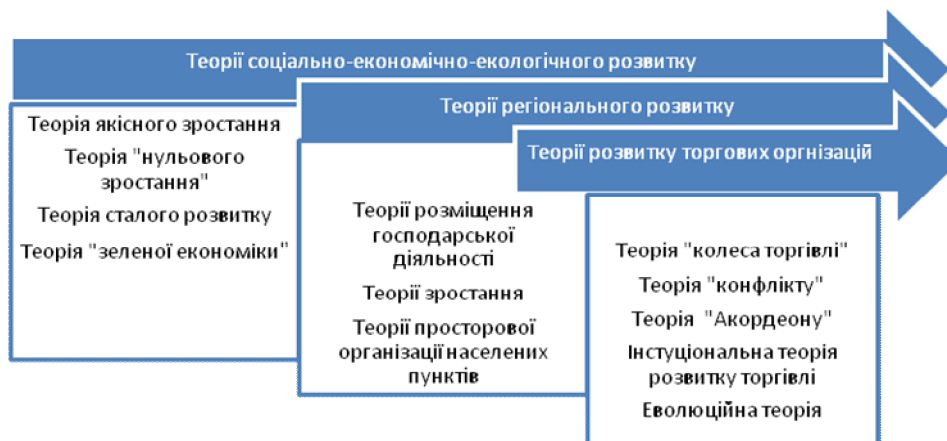 Теорії соціально-економічно-екологічного розвитку
Теорії регіонального розвитку
Теорії розвитку торгових оргнізацій
Теорія якісного зростання
Теорія "нульового
зростання"
Теорія сталого розвитку
Теорія "зеленої економіки"
Теорії розміщення
господарської
діяльності
Теорії зростання
Теорії просторової
організації населених
пунктів
Теорія "колеса торгівлі"
Теорія "конфлікту"
Теорія "Акордеону"
Інстуціональна теорія
розвитку торгівлі
Еволюційна теорія